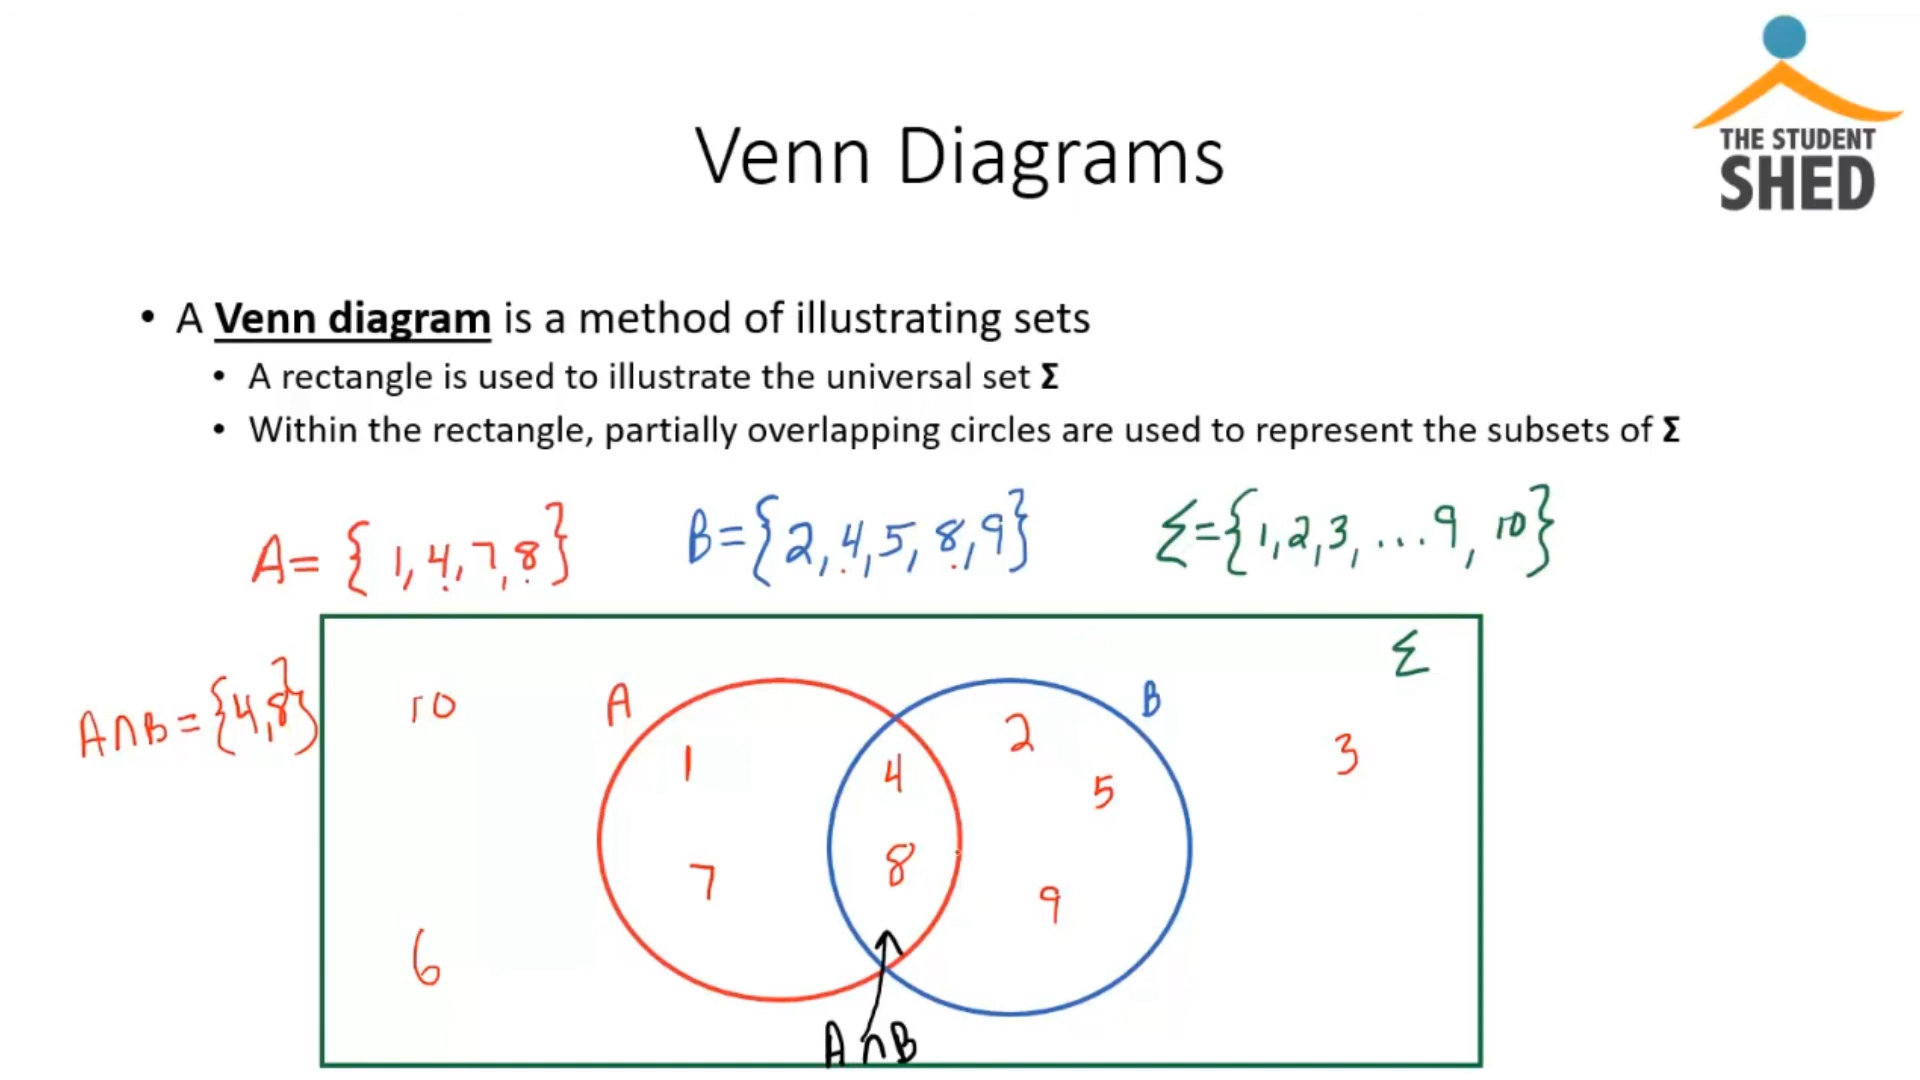 THE STUDENT
SHED
Venn Diagrams
• A Venn diagram is a method of illustrating sets
• A rectangle is used to illustrate the universal set Σ
• Within the rectangle, partially overlapping circles are used to represent the subsets of Σ
A = {1,4,7,8}
B = {2,4,5,8,9}
Σ = {1,2,3,...9,10}
A∩B = {4,8}
Σ
10
A
B
1
4
2
5
3
7
8
9
6
A∩B